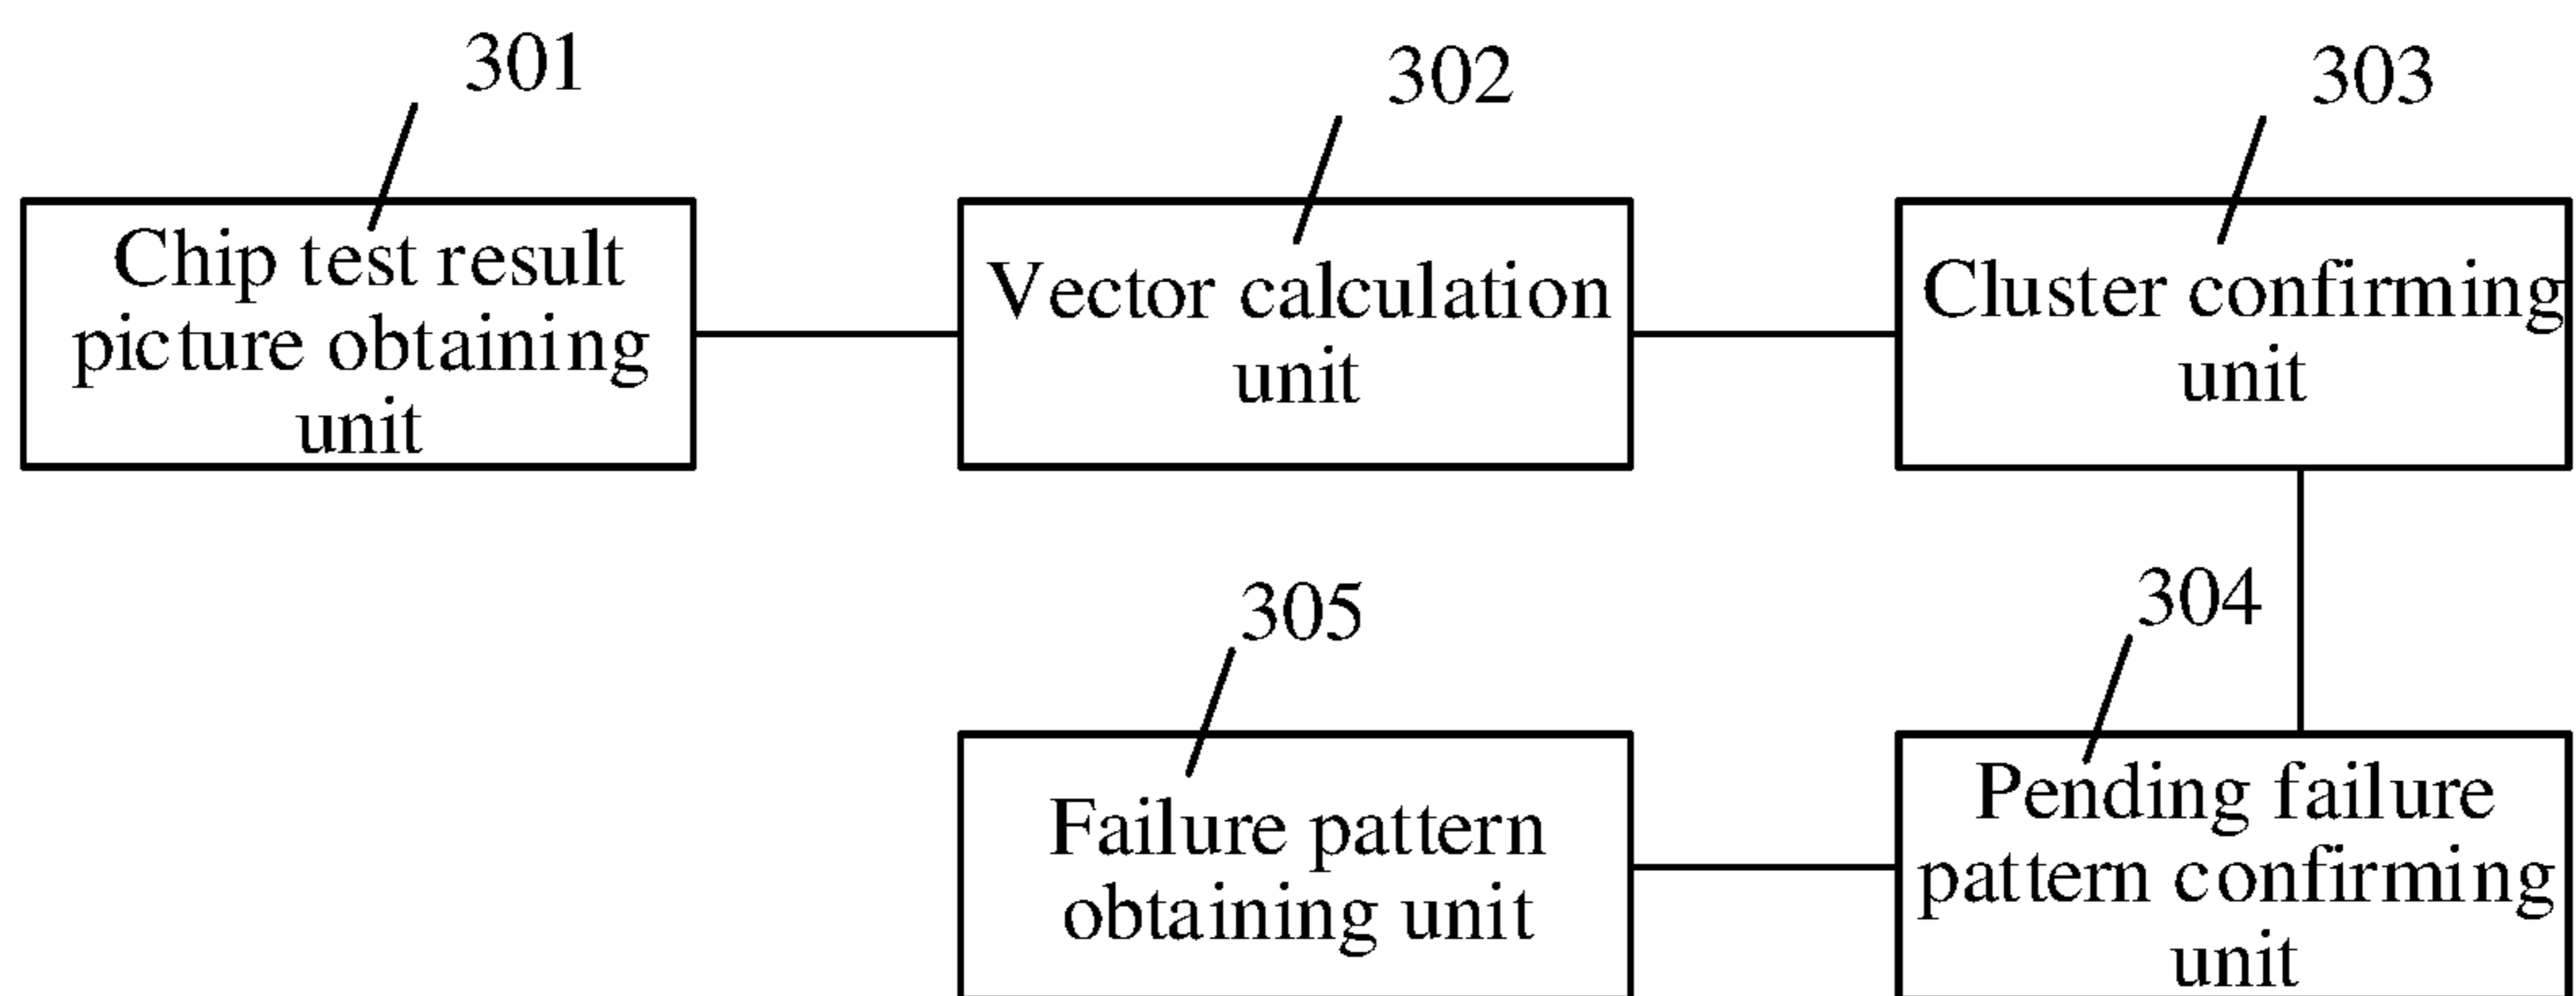 301
302
303
Chip test result
picture obtaining
unit
Vector calculation
unit
Cluster confirming
unit
305
304
Failure pattern
obtaining unit
Pending failure
pattern confirming
unit